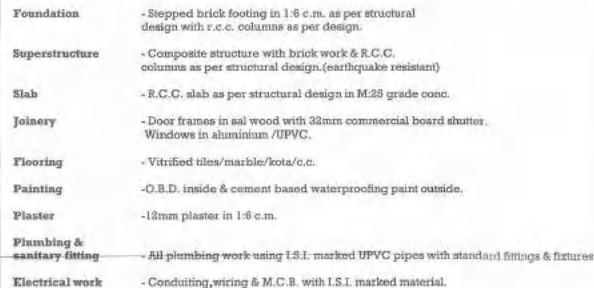 Foundation - Stepped brick footing in 1:6 c.m. as per structural
design with r.c.c. columns as per design.
Superstructure - Composite structure with brick work & R.C.C.
columns as per structural design.(earthquake resistant)
Slab - R.C.C. slab as per structural design in M:25 grade conc.
Joinery - Door frames in sal wood with 32mm commercial board shutter.
Windows in aluminium /UPVC.
Flooring - Vitrified tiles/marble/kota/c.c.
Painting -O.B.D. inside & cement based waterproofing paint outside.
Plaster -12mm plaster in 1:6 c.m.
Plumbing &
sanitary fitting - All plumbing work using I.S.I. marked UPVC pipes with standard fittings & fixtures
Electrical work - Conduiting,wiring & M.C.B. with I.S.I. marked material.